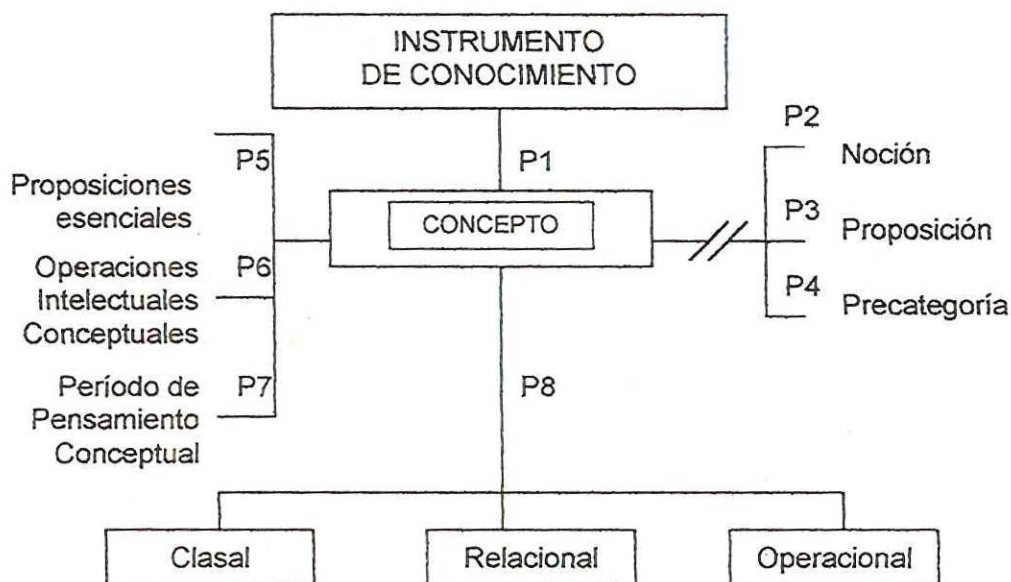 INSTRUMENTO
DE CONOCIMIENTO
P1
P2
Noción
P3
Proposición
P4
Precategoría
CONCEPTO
P5
Proposiciones
esenciales
P6
Operaciones
Intelectuales
Conceptuales
P7
Período de
Pensamiento
Conceptual
P8
Clasal
Relacional
Operacional